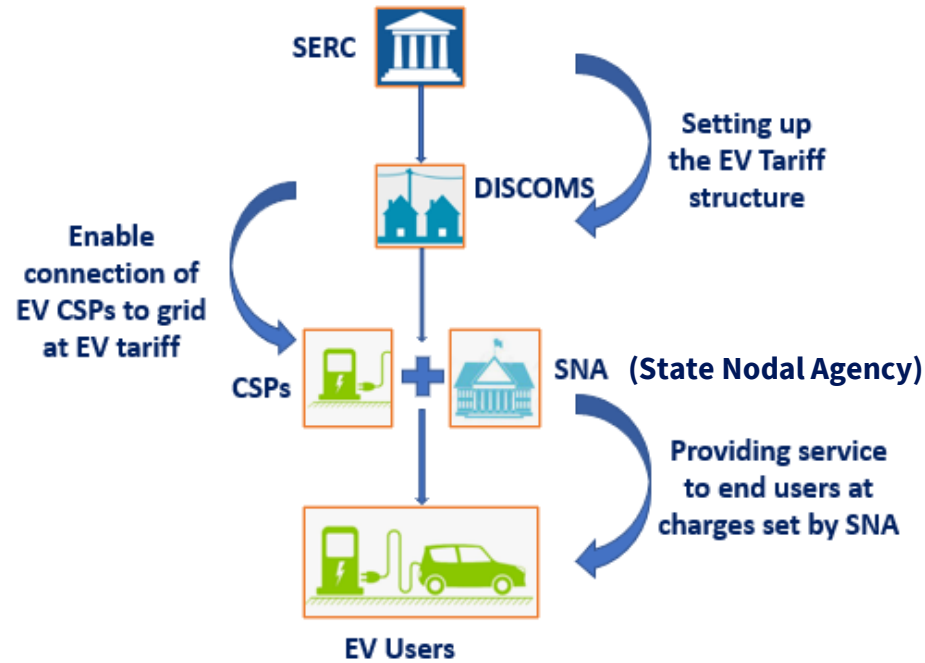 SERC
Setting up
the EV Tariff
structure
DISCOMS
Enable
connection of
EV CSPs to grid
at EV tariff
CSPs
SNA (State Nodal Agency)
Providing service
to end users at
charges set by SNA
EV Users